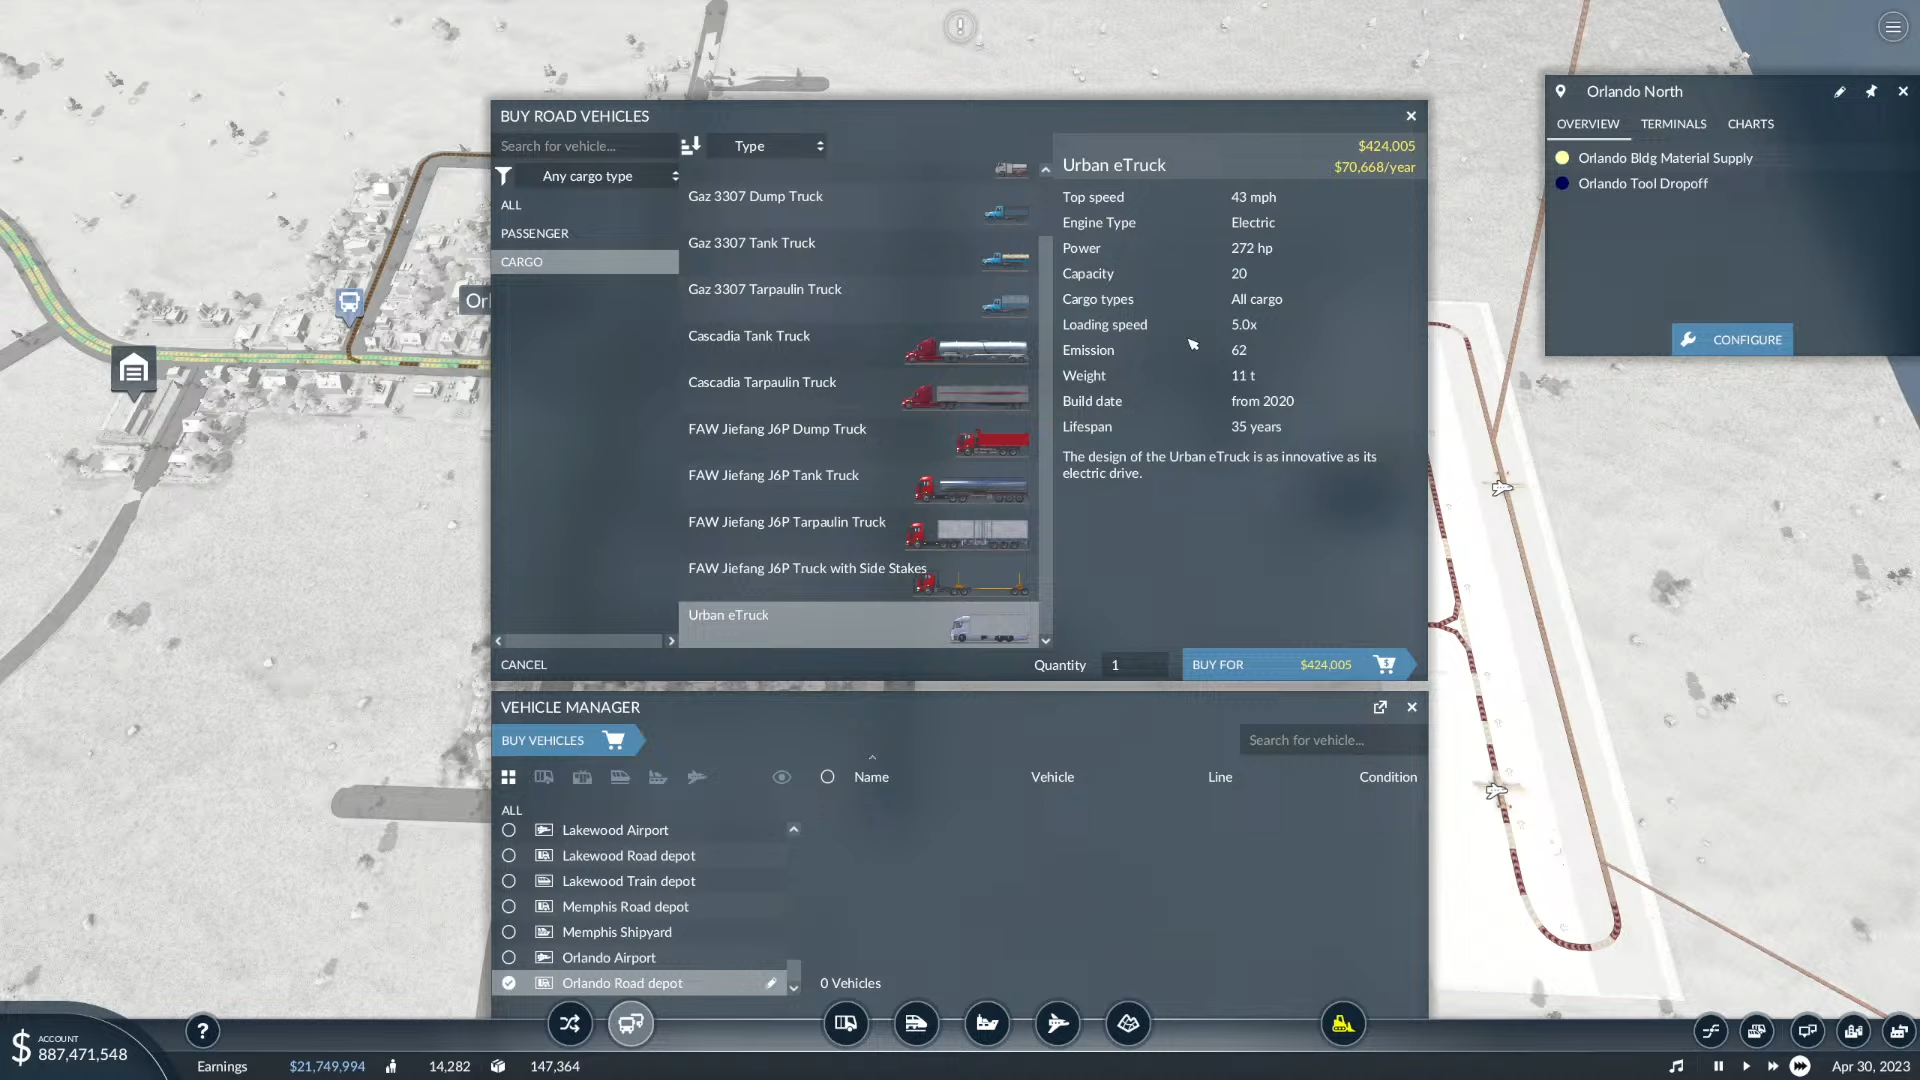 BUY ROAD VEHICLES
Search for vehicle...
Type
Any cargo type
ALL
PASSENGER
CARGO
Gaz 3307 Dump Truck
Gaz 3307 Tank Truck
Gaz 3307 Tarpaulin Truck
Cascadia Tank Truck
Cascadia Tarpaulin Truck
FAW Jiefang J6P Dump Truck
FAW Jiefang J6P Tank Truck
FAW Jiefang J6P Tarpaulin Truck
FAW Jiefang J6P Truck with Side Stakes
Urban eTruck
$424,005
Urban eTruck
$70,668/year
Top speed 43 mph
Engine Type Electric
Power 272 hp
Capacity 20
Cargo types All cargo
Loading speed 5.0x
Emission 62
Weight 11 t
Build date from 2020
Lifespan 35 years
The design of the Urban eTruck is as innovative as its
electric drive.
CANCEL
Quantity 1
BUY FOR $424,005
Orl
Orlando North
OVERVIEW TERMINALS CHARTS
Orlando Bldg Material Supply
Orlando Tool Dropoff
CONFIGURE
VEHICLE MANAGER
BUY VEHICLES
Search for vehicle...
Name Vehicle Line Condition
ALL
Lakewood Airport
Lakewood Road depot
Lakewood Train depot
Memphis Road depot
Memphis Shipyard
Orlando Airport
Orlando Road depot
0 Vehicles
$ ACCOUNT
887,471,548
?
Earnings $21,749,994 14,282 147,364
Apr 30, 2023